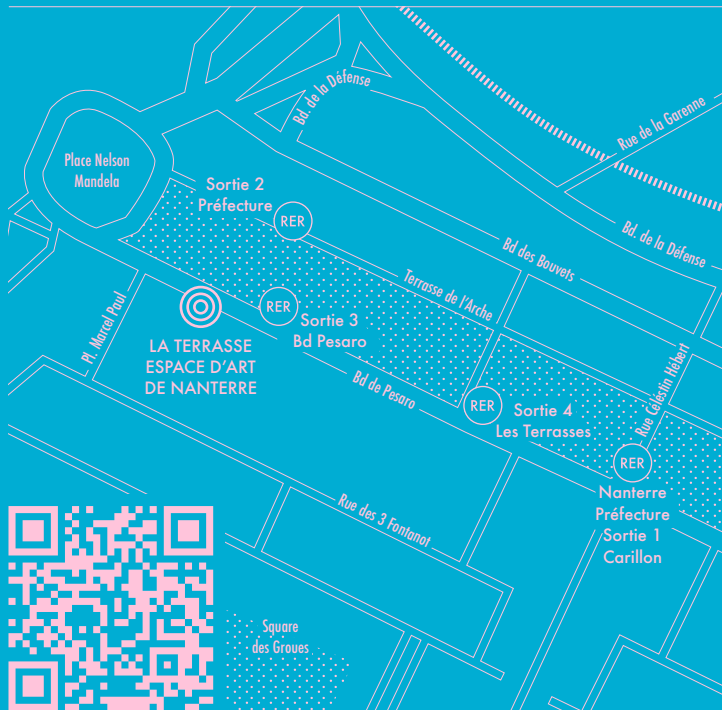 Bd. de la Défense
Rue de la Garenne
Place Nelson
Mandela
Sortie 2
Préfecture
RER
Bd. de la Défense
Bd des Bouvets
Terrasse de l'Arche
RER
Sortie 3
Bd Pesaro
Pl. Marcel Paul
LA TERRASSE
ESPACE D'ART
DE NANTERRE
Bd de Pesaro
Rue Célestin Hébert
RER
Sortie 4
Les Terrasses
RER
Nanterre
Préfecture
Sortie 1
Carillon
Rue des 3 Fontanot
Square
des Groues